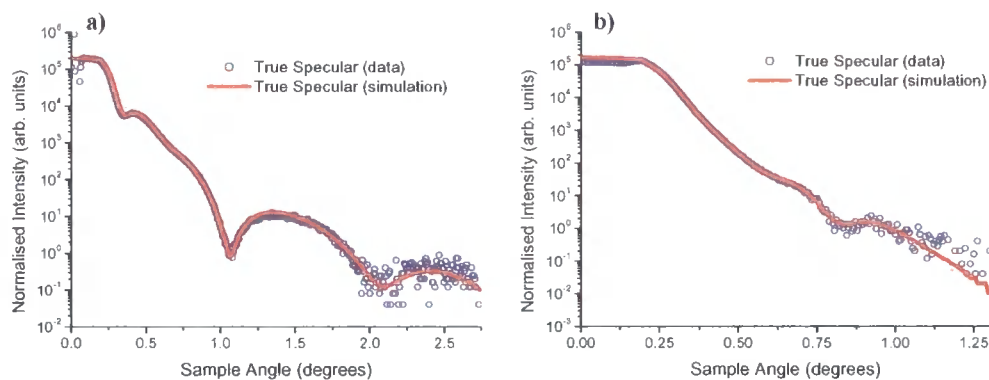 a)
Normalised Intensity (arb. units)
10^6
10^5
10^4
10^3
10^2
10^1
10^0
10^-1
10^-2
True Specular (data)
True Specular (simulation)
0.0 0.5 1.0 1.5 2.0 2.5
Sample Angle (degrees)
b)
Normalised Intensity (arb. units)
10^6
10^5
10^4
10^3
10^2
10^1
10^0
10^-1
10^-2
10^-3
True Specular (data)
True Specular (simulation)
0.00 0.25 0.50 0.75 1.00 1.25
Sample Angle (degrees)